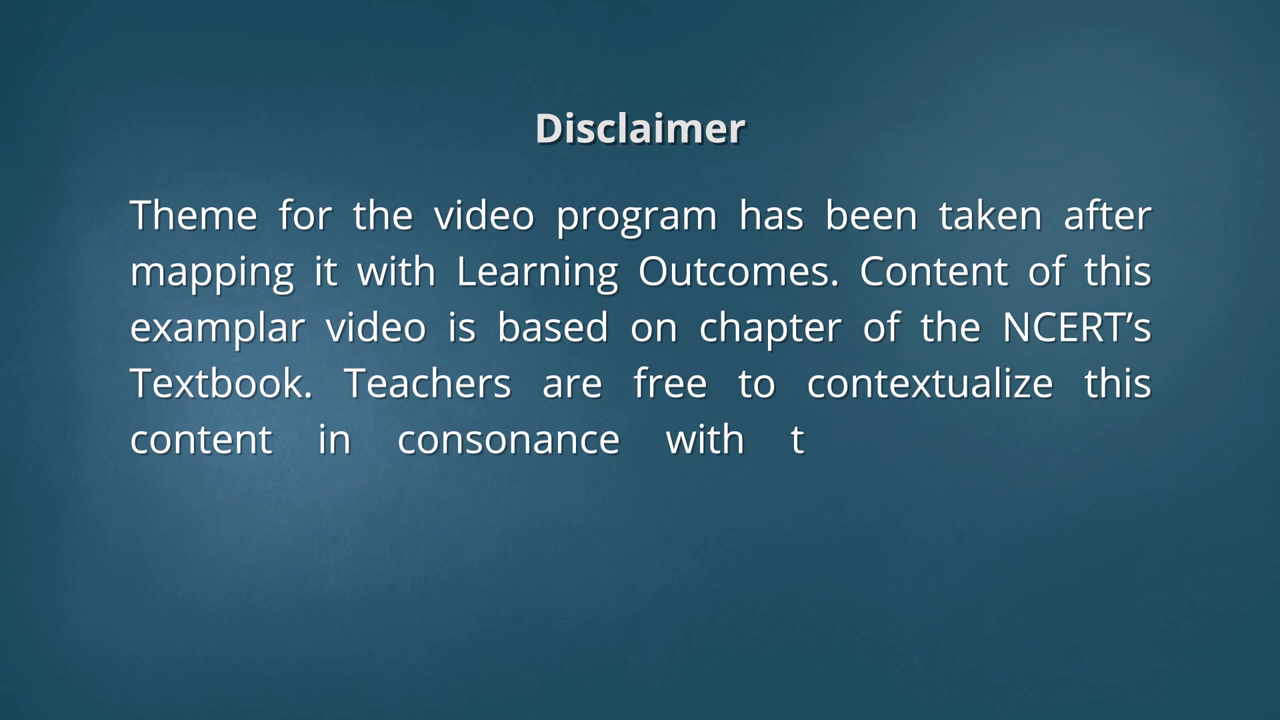 Disclaimer
Theme for the video program has been taken after
mapping it with Learning Outcomes. Content of this
examplar video is based on chapter of the NCERT’s
Textbook. Teachers are free to contextualize this
content in consonance with t